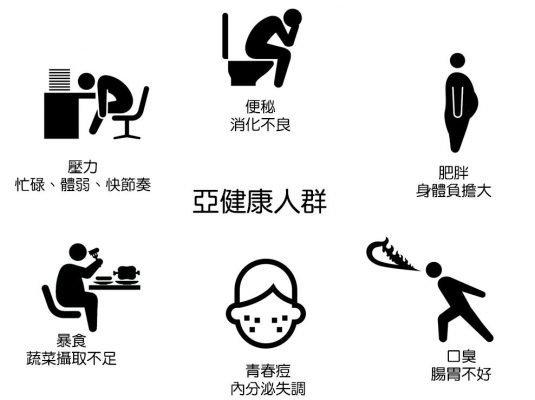 便秘
消化不良
壓力
忙碌、體弱、快節奏
肥胖
身體負擔大
亞健康人群
暴食
蔬菜攝取不足
青春痘
內分泌失調
口臭
腸胃不好